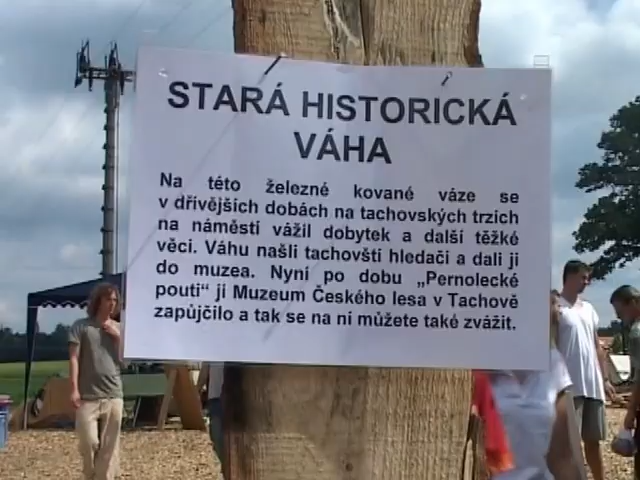 STARÁ HISTORICKÁ
VÁHA
Na této železné kované váze se
v dřívějších dobách na tachovských trzích
na náměstí vážil dobytek a další těžké
věci. Váhu našli tachovští hledači a dali ji
do muzea. Nyní po dobu „Pernolecké
pouti“ ji Muzeum Českého lesa v Tachově
zapůjčilo a tak se na ni můžete také zvážit.